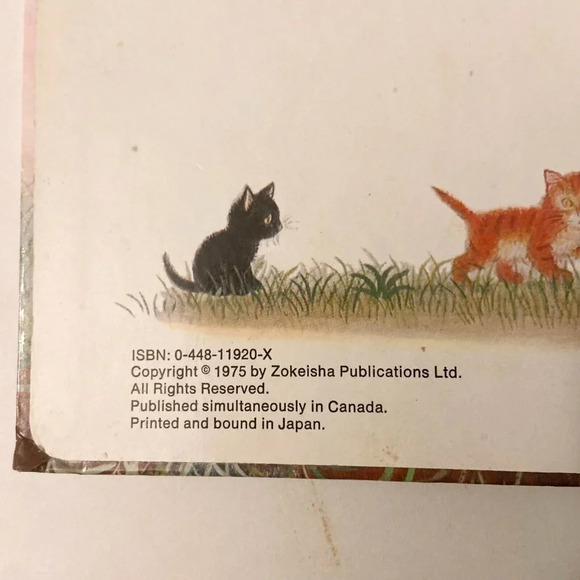 ISBN: 0-448-11920-X
Copyright © 1975 by Zokeisha Publications Ltd.
All Rights Reserved.
Published simultaneously in Canada.
Printed and bound in Japan.